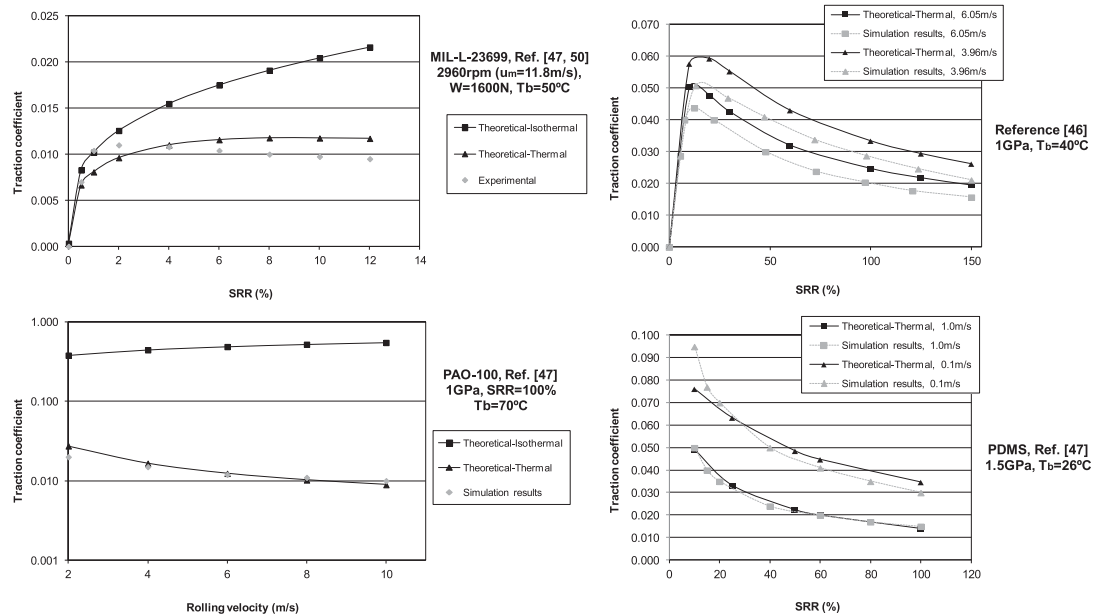 0.025
0.020
0.015
0.010
0.005
0.000
Traction coefficient
0 2 4 6 8 10 12 14
SRR (%)
MIL-L-23699, Ref. [47, 50]
2960rpm (um=11.8m/s),
W=1600N, Tb=50ºC
Theoretical-Isothermal
Theoretical-Thermal
Experimental
0.070
0.060
0.050
0.040
0.030
0.020
0.010
0.000
Traction coefficient
0 50 100 150
SRR (%)
Theoretical-Thermal, 6.05m/s
Simulation results, 6.05m/s
Theoretical-Thermal, 3.96m/s
Simulation results, 3.96m/s
Reference [46]
1GPa, Tb=40ºC
1.000
0.100
0.010
0.001
Traction coefficient
2 4 6 8 10
Rolling velocity (m/s)
PAO-100, Ref. [47]
1GPa, SRR=100%
Tb=70ºC
Theoretical-Isothermal
Theoretical-Thermal
Simulation results
0.100
0.090
0.080
0.070
0.060
0.050
0.040
0.030
0.020
0.010
0.000
Traction coefficient
0 20 40 60 80 100 120
SRR (%)
Theoretical-Thermal, 1.0m/s
Simulation results, 1.0m/s
Theoretical-Thermal, 0.1m/s
Simulation results, 0.1m/s
PDMS, Ref. [47]
1.5GPa, Tb=26ºC